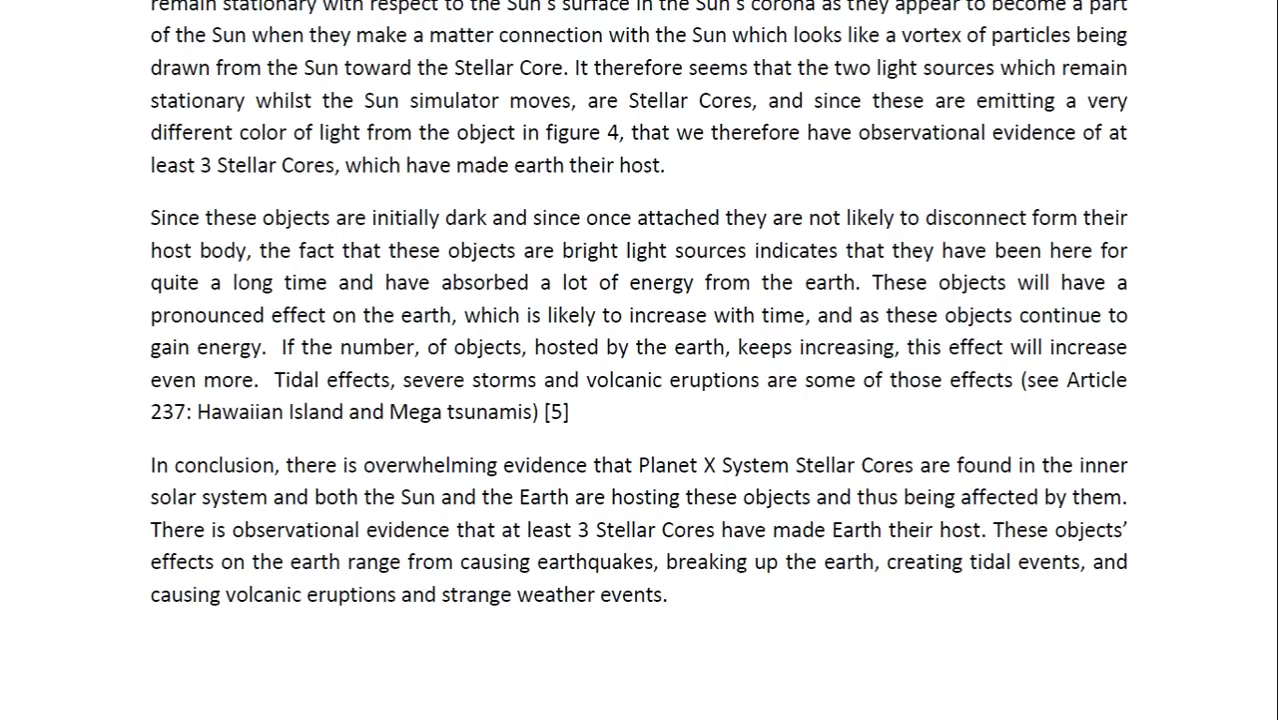 remain stationary with respect to the Sun's surface in the Sun's corona as they appear to become a part
of the Sun when they make a matter connection with the Sun which looks like a vortex of particles being
drawn from the Sun toward the Stellar Core. It therefore seems that the two light sources which remain
stationary whilst the Sun simulator moves, are Stellar Cores, and since these are emitting a very
different color of light from the object in figure 4, that we therefore have observational evidence of at
least 3 Stellar Cores, which have made earth their host.
Since these objects are initially dark and since once attached they are not likely to disconnect form their
host body, the fact that these objects are bright light sources indicates that they have been here for
quite a long time and have absorbed a lot of energy from the earth. These objects will have a
pronounced effect on the earth, which is likely to increase with time, and as these objects continue to
gain energy.  If the number, of objects, hosted by the earth, keeps increasing, this effect will increase
even more.  Tidal effects, severe storms and volcanic eruptions are some of those effects (see Article
237: Hawaiian Island and Mega tsunamis) [5]
In conclusion, there is overwhelming evidence that Planet X System Stellar Cores are found in the inner
solar system and both the Sun and the Earth are hosting these objects and thus being affected by them.
There is observational evidence that at least 3 Stellar Cores have made Earth their host. These objects’
effects on the earth range from causing earthquakes, breaking up the earth, creating tidal events, and
causing volcanic eruptions and strange weather events.